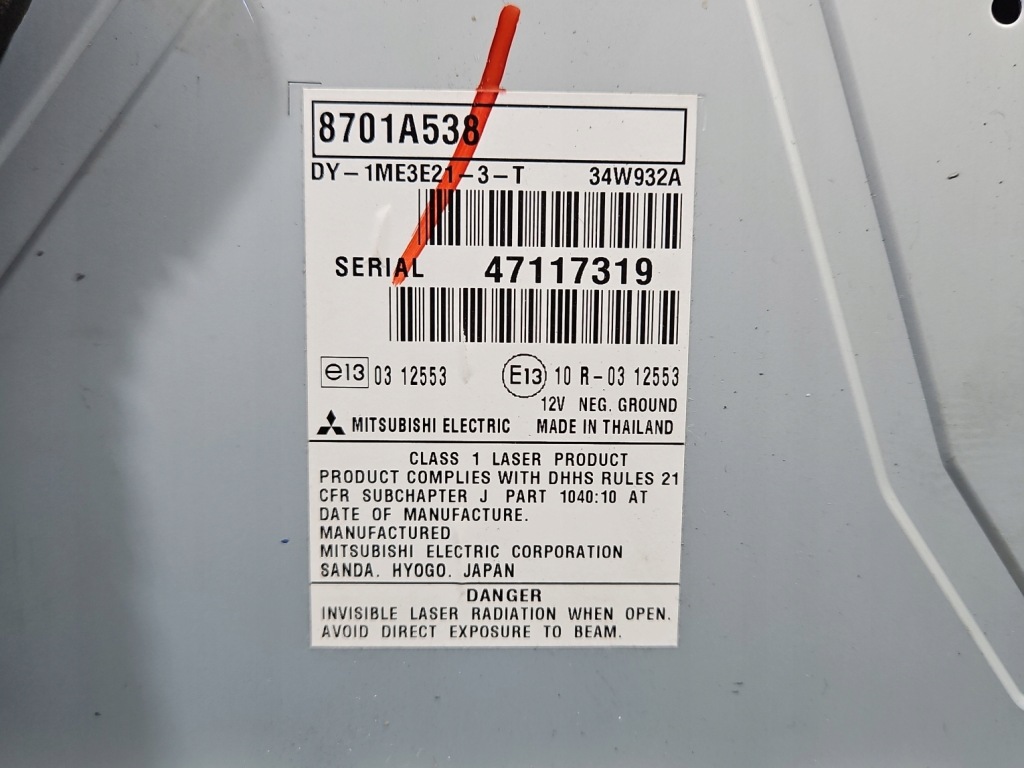 8701A538
DY-1ME3E21-3-T 34W932A
SERIAL 47117319
e13 03 12553 E13 10 R-03 12553
12V NEG. GROUND
MITSUBISHI ELECTRIC MADE IN THAILAND
CLASS 1 LASER PRODUCT
PRODUCT COMPLIES WITH DHHS RULES 21
CFR SUBCHAPTER J PART 1040:10 AT
DATE OF MANUFACTURE.
MANUFACTURED
MITSUBISHI ELECTRIC CORPORATION
SANDA. HYOGO. JAPAN
DANGER
INVISIBLE LASER RADIATION WHEN OPEN.
AVOID DIRECT EXPOSURE TO BEAM.